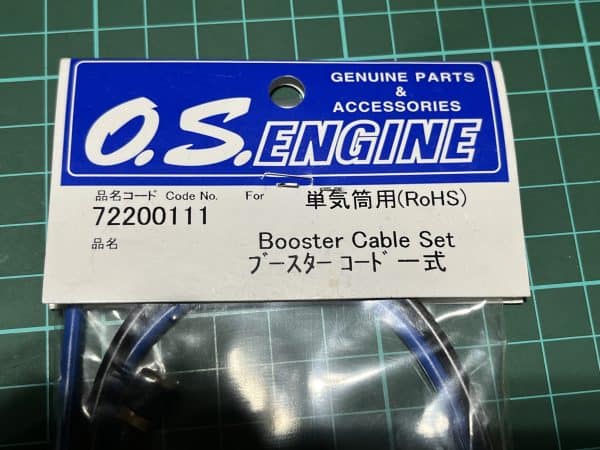 O.S. ENGINE
GENUINE PARTS
&
ACCESSORIES
品名コード Code No. For 単気筒用(RoHS)
72200111
品名 Booster Cable Set
ブースター コード 一式